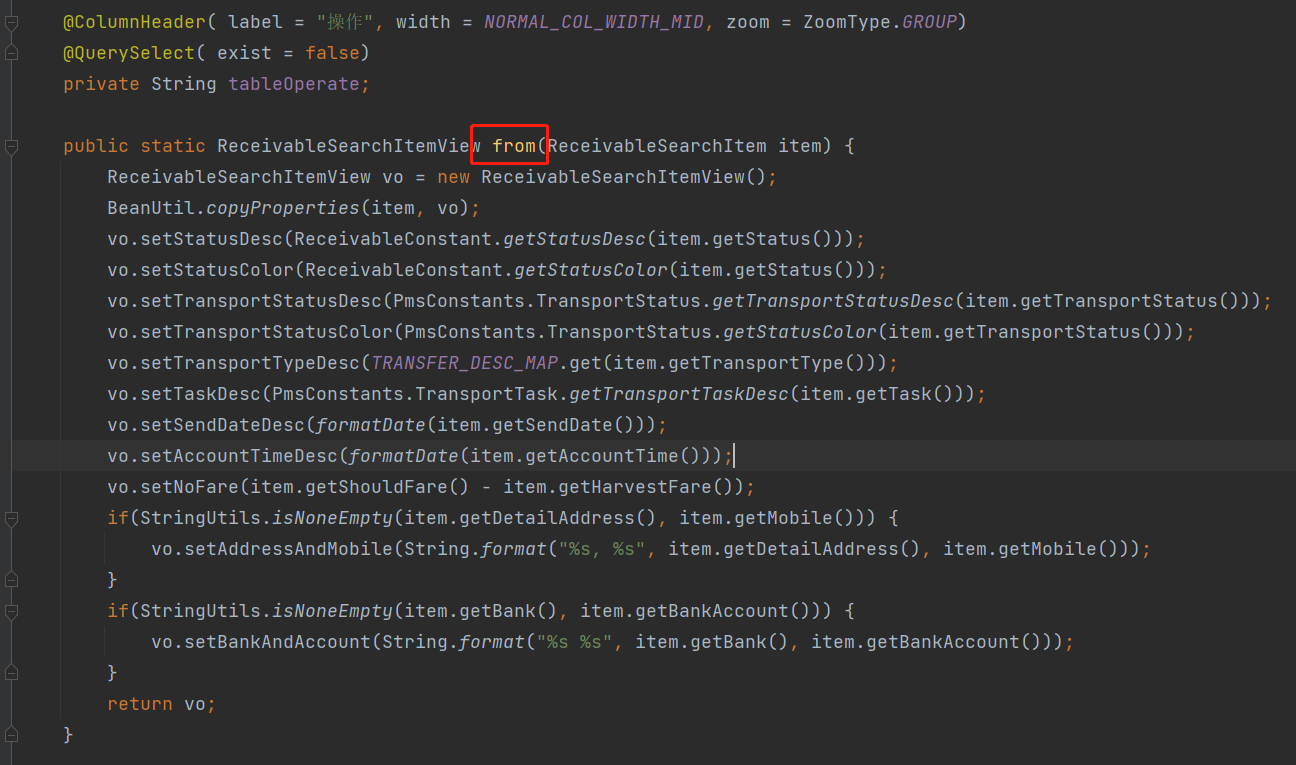 @ColumnHeader( label = "操作", width = NORMAL_COL_WIDTH_MID, zoom = ZoomType.GROUP)
@QuerySelect( exist = false)
private String tableOperate;
public static ReceivableSearchItemView from(ReceivableSearchItem item) {
ReceivableSearchItemView vo = new ReceivableSearchItemView();
BeanUtil.copyProperties(item, vo);
vo.setStatusDesc(ReceivableConstant.getStatusDesc(item.getStatus()));
vo.setStatusColor(ReceivableConstant.getStatusColor(item.getStatus()));
vo.setTransportStatusDesc(PmsConstants.TransportStatus.getTransportStatusDesc(item.getTransportStatus()));
vo.setTransportStatusColor(PmsConstants.TransportStatus.getStatusColor(item.getTransportStatus()));
vo.setTransportTypeDesc(TRANSFER_DESC_MAP.get(item.getTransportType()));
vo.setTaskDesc(PmsConstants.TransportTask.getTransportTaskDesc(item.getTask()));
vo.setSendDateDesc(formatDate(item.getSendDate()));
vo.setAccountTimeDesc(formatDate(item.getAccountTime()));
vo.setNoFare(item.getShouldFare() - item.getHarvestFare());
if(StringUtils.isNoneEmpty(item.getDetailAddress(), item.getMobile())) {
vo.setAddressAndMobile(String.format("%s, %s", item.getDetailAddress(), item.getMobile()));
}
if(StringUtils.isNoneEmpty(item.getBank(), item.getBankAccount())) {
vo.setBankAndAccount(String.format("%s %s", item.getBank(), item.getBankAccount()));
}
return vo;
}